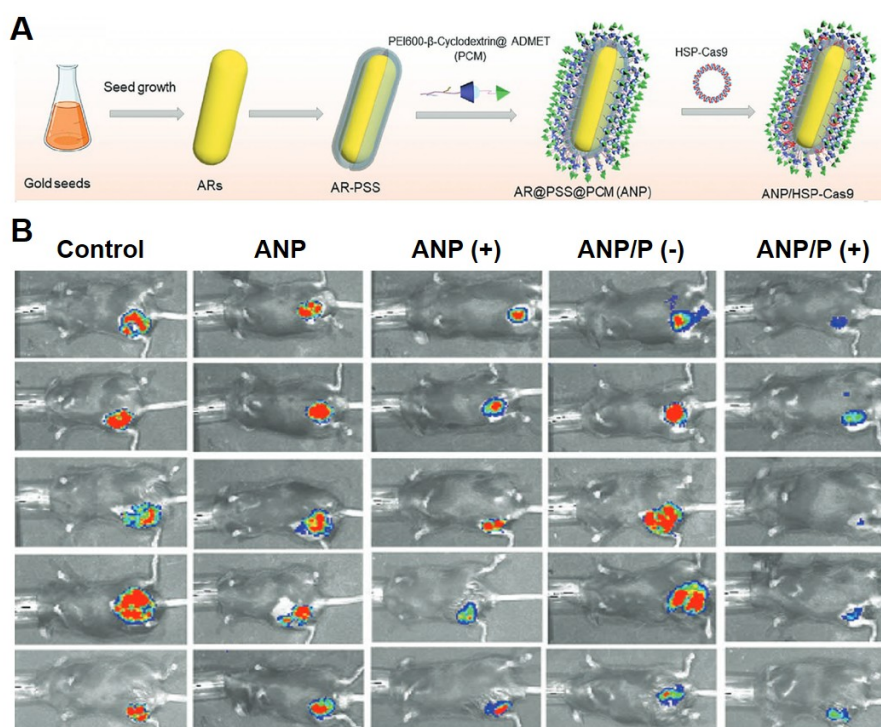 A
PEI600-β-Cyclodextrin@ ADMET
(PCM)
HSP-Cas9
Seed growth
Gold seeds
ARs
AR-PSS
AR@PSS@PCM (ANP)
ANP/HSP-Cas9
B
Control ANP ANP (+) ANP/P (-) ANP/P (+)